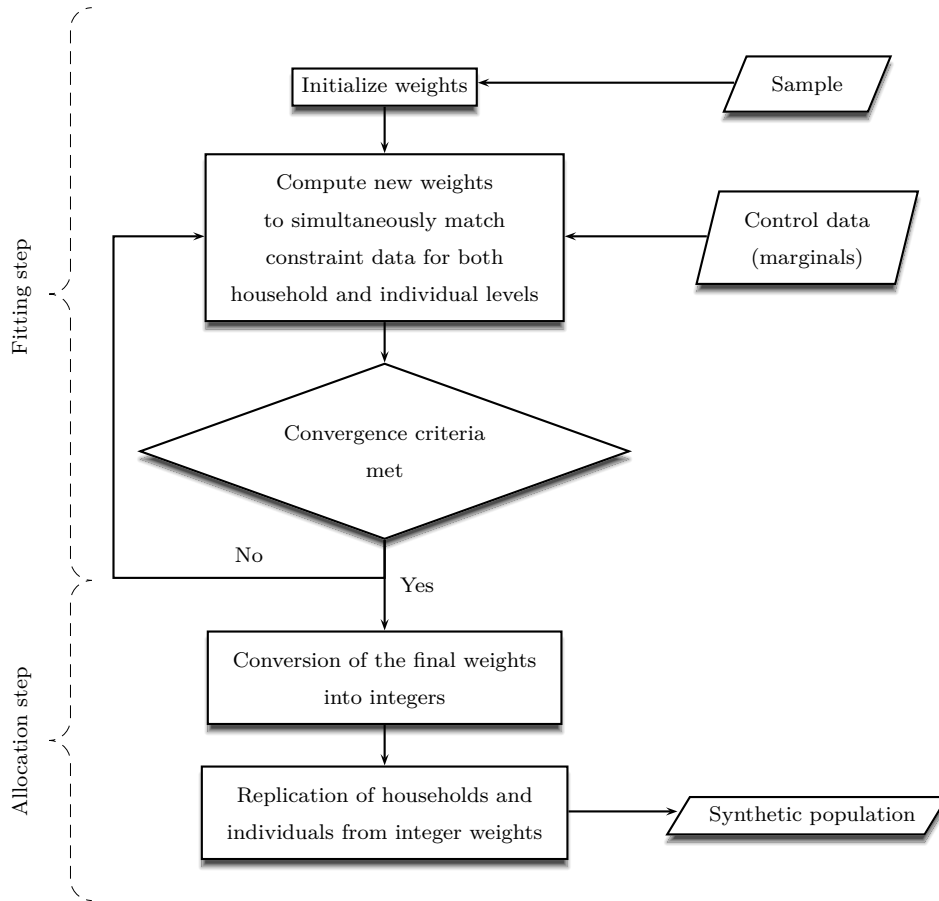 Initialize weights
Sample
Compute new weights
to simultaneously match
constraint data for both
household and individual levels
Control data
(marginals)
Fitting step
Convergence criteria
met
No
Yes
Conversion of the final weights
into integers
Allocation step
Replication of households and
individuals from integer weights
Synthetic population